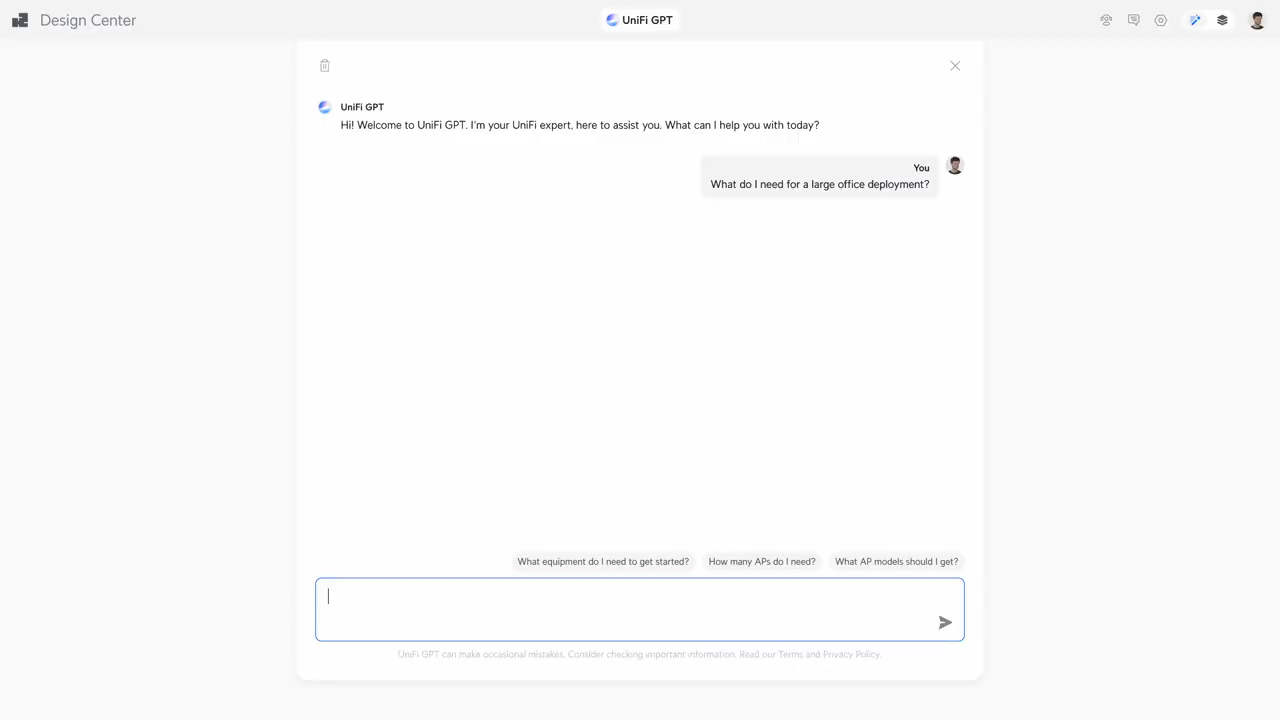 Design Center
UniFi GPT
UniFi GPT
Hi! Welcome to UniFi GPT. I'm your UniFi expert, here to assist you. What can I help you with today?
You
What do I need for a large office deployment?
What equipment do I need to get started?
How many APs do I need?
What AP models should I get?
UniFi GPT can make occasional mistakes. Consider checking important information. Read our Terms and Privacy Policy.